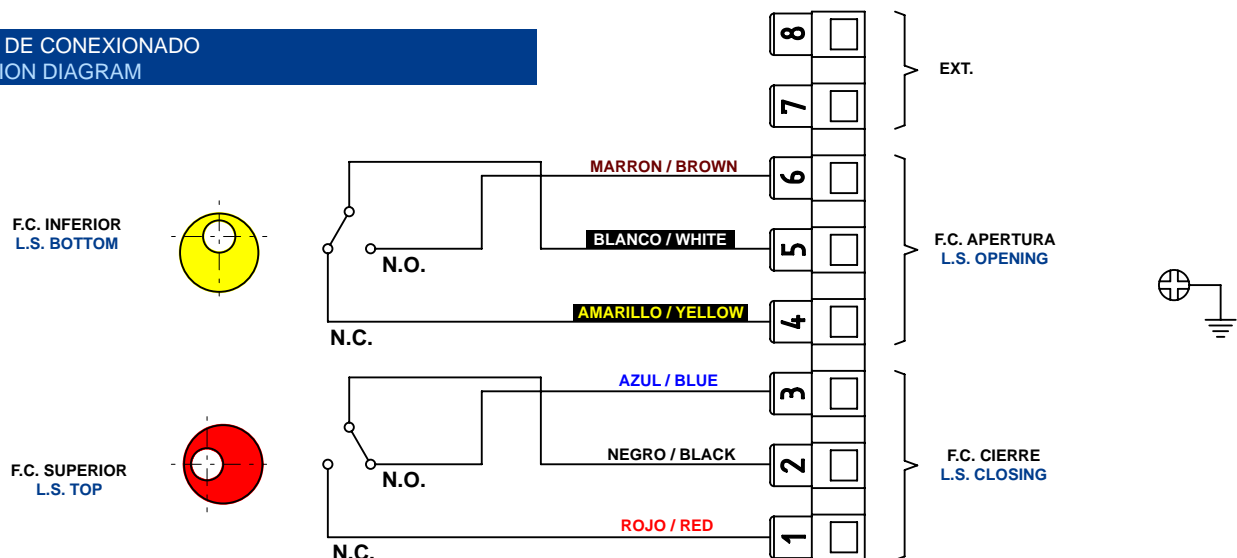 DE CONEXIONADO
ION DIAGRAM
8
EXT.
7
MARRON / BROWN
6
F.C. INFERIOR
L.S. BOTTOM
BLANCO / WHITE
5
F.C. APERTURA
L.S. OPENING
N.O.
AMARILLO / YELLOW
4
N.C.
AZUL / BLUE
3
F.C. SUPERIOR
L.S. TOP
NEGRO / BLACK
2
F.C. CIERRE
L.S. CLOSING
N.O.
ROJO / RED
1
N.C.